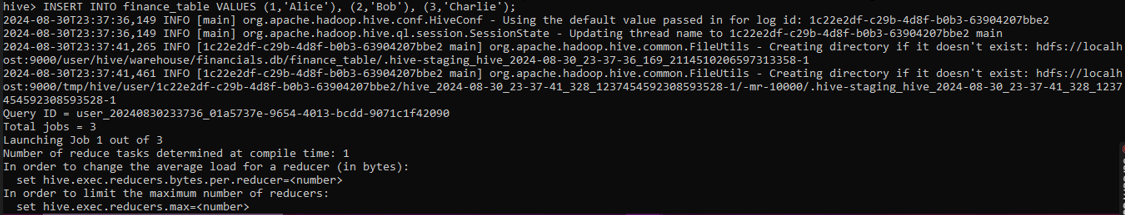 hive> INSERT INTO finance_table VALUES (1,'Alice'), (2,'Bob'), (3,'Charlie');
2024-08-30T23:37:36,149 INFO [main] org.apache.hadoop.hive.conf.HiveConf - Using the default value passed in for log id: 1c22e2df-c29b-4d8f-b0b3-63904207bbe2
2024-08-30T23:37:36,149 INFO [main] org.apache.hadoop.hive.ql.session.SessionState - Updating thread name to 1c22e2df-c29b-4d8f-b0b3-63904207bbe2 main
2024-08-30T23:37:41,265 INFO [1c22e2df-c29b-4d8f-b0b3-63904207bbe2 main] org.apache.hadoop.hive.common.FileUtils - Creating directory if it doesn't exist: hdfs://localh
ost:9000/user/hive/warehouse/financials.db/finance_table/.hive-staging_hive_2024-08-30_23-37-36_169_2114510206597313358-1
2024-08-30T23:37:41,461 INFO [1c22e2df-c29b-4d8f-b0b3-63904207bbe2 main] org.apache.hadoop.hive.common.FileUtils - Creating directory if it doesn't exist: hdfs://localh
ost:9000/tmp/hive/user/1c22e2df-c29b-4d8f-b0b3-63904207bbe2/hive_2024-08-30_23-37-41_328_1237454592308593528-1/-mr-10000/.hive-staging_hive_2024-08-30_23-37-41_328_1237
454592308593528-1
Query ID = user_20240830233736_01a5737e-9654-4013-bcdd-9071c1f42090
Total jobs = 3
Launching Job 1 out of 3
Number of reduce tasks determined at compile time: 1
In order to change the average load for a reducer (in bytes):
  set hive.exec.reducers.bytes.per.reducer=<number>
In order to limit the maximum number of reducers:
  set hive.exec.reducers.max=<number>